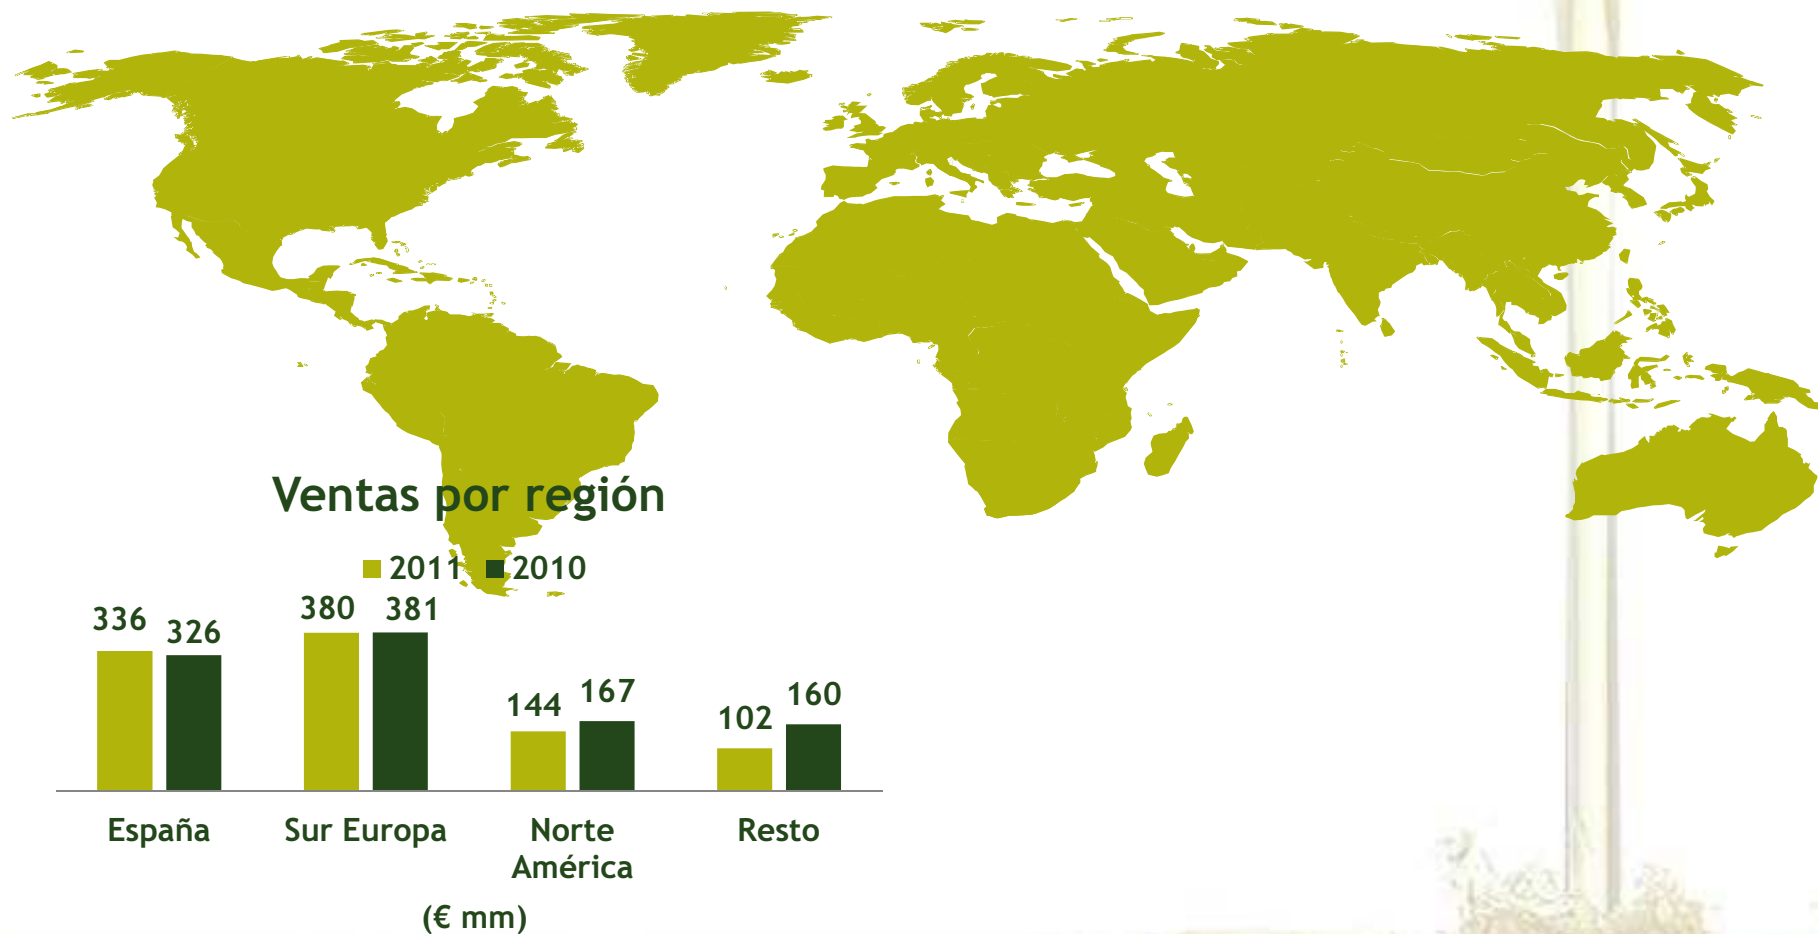 Ventas por región
2011 2010
336 326 380 381 144 167 102 160
España Sur Europa Norte América Resto
(€ mm)